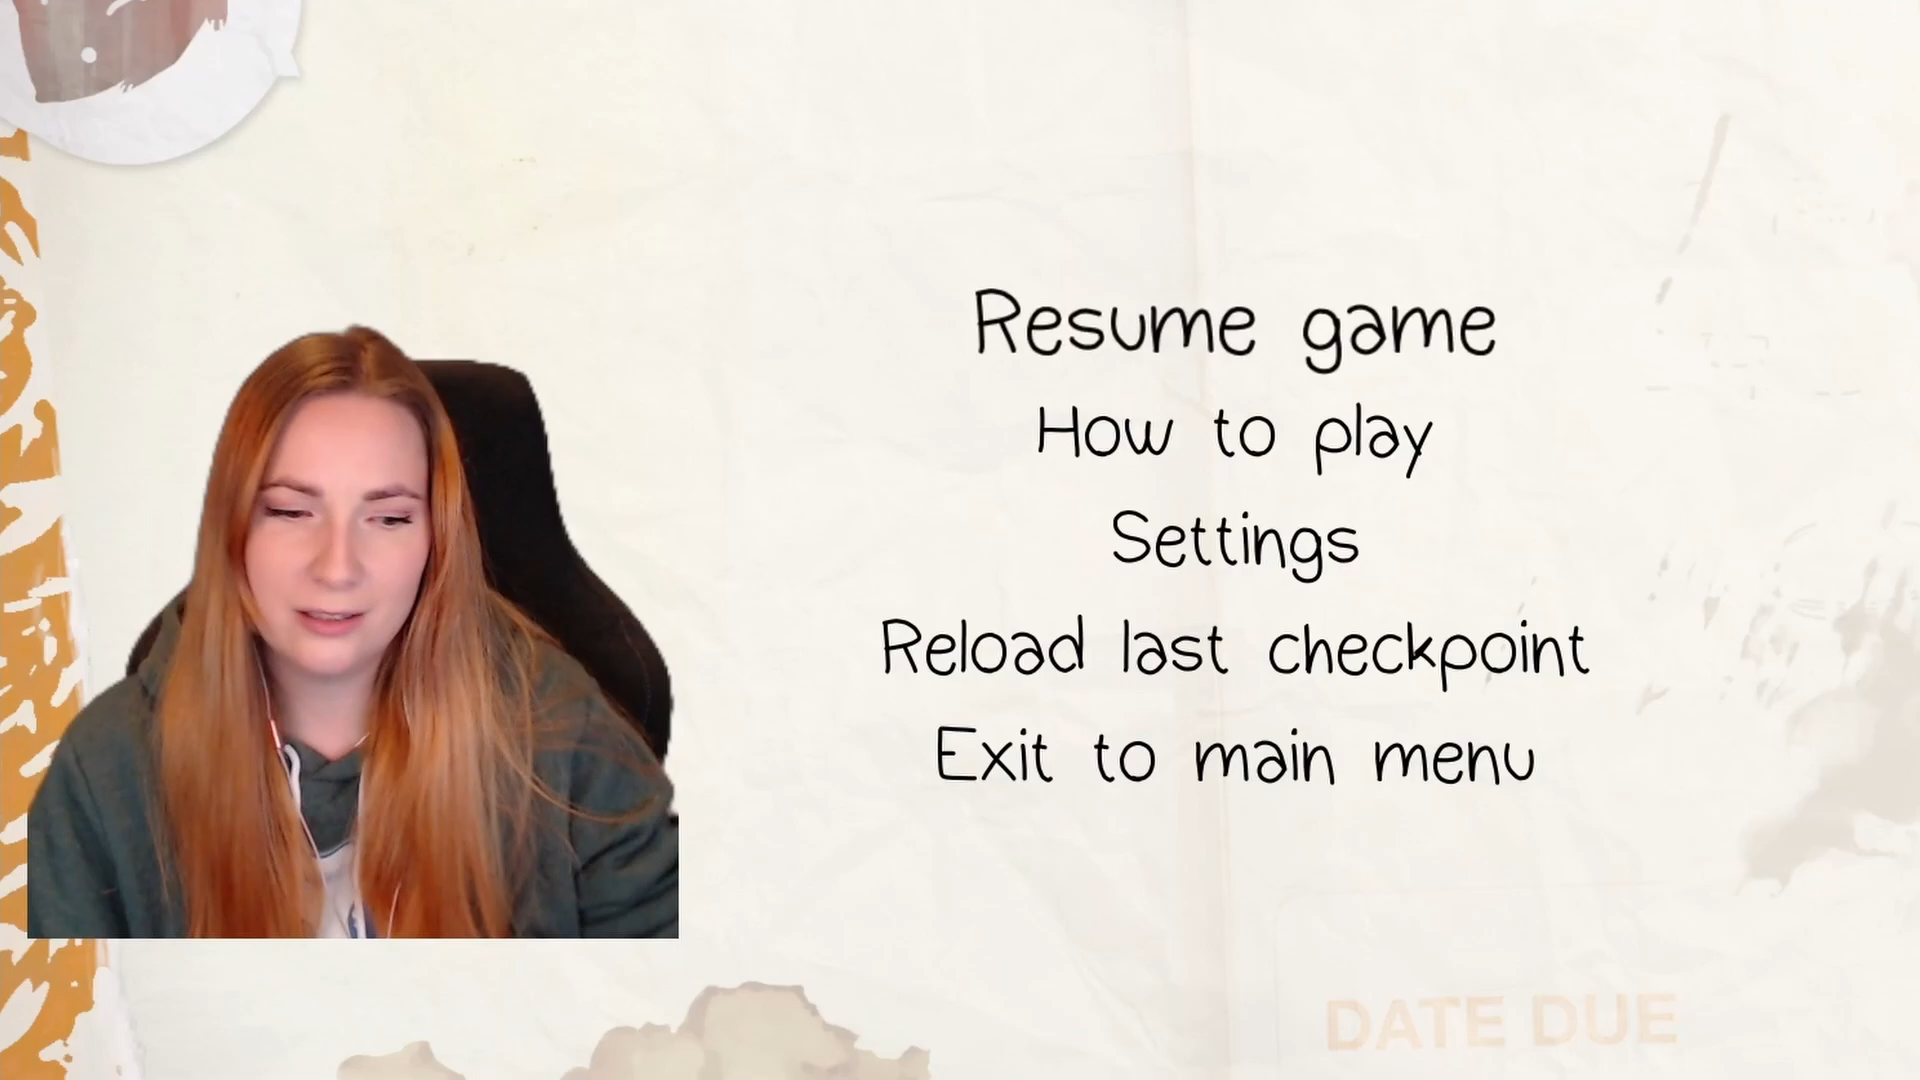 Resume game
How to play
Settings
Reload last checkpoint
Exit to main menu
DATE DUE